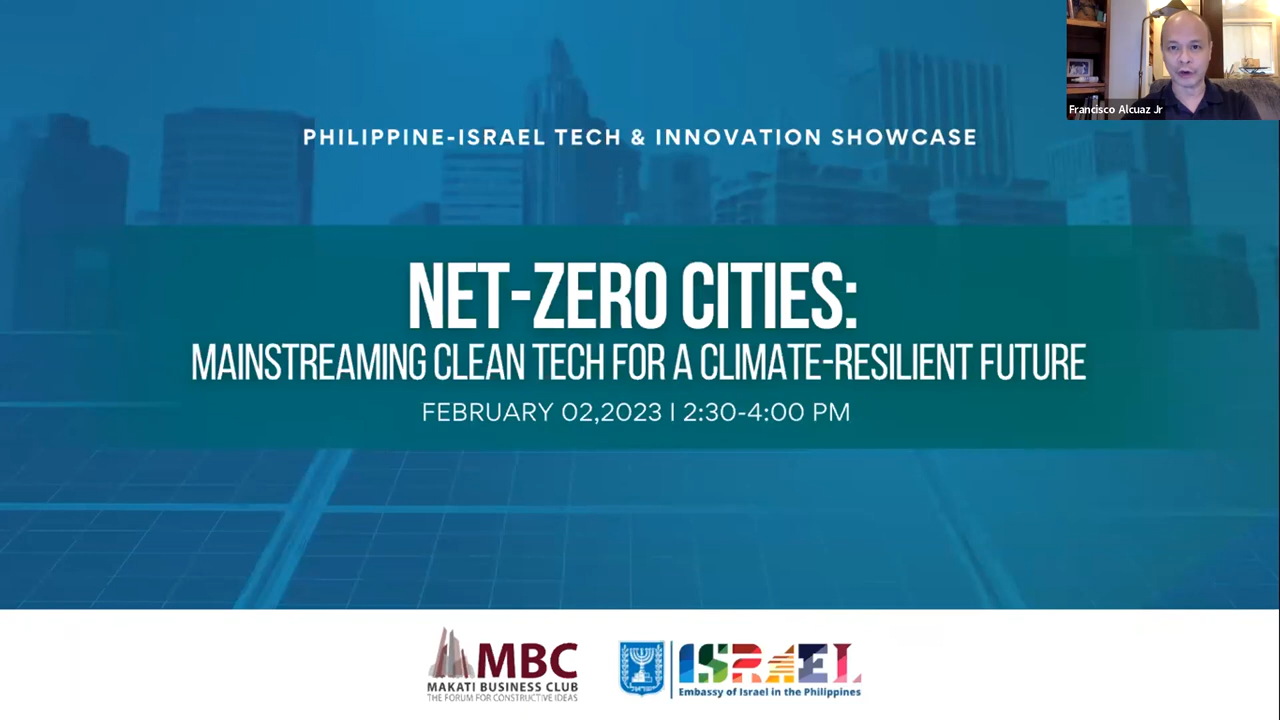 Francisco Alcuaz Jr
PHILIPPINE-ISRAEL TECH & INNOVATION SHOWCASE
NET-ZERO CITIES:
MAINSTREAMING CLEAN TECH FOR A CLIMATE-RESILIENT FUTURE
FEBRUARY 02,2023 | 2:30-4:00 PM
MBC
MAKATI BUSINESS CLUB
THE FORUM FOR CONSTRUCTIVE IDEAS
ISRAEL
Embassy of Israel in the Philippines